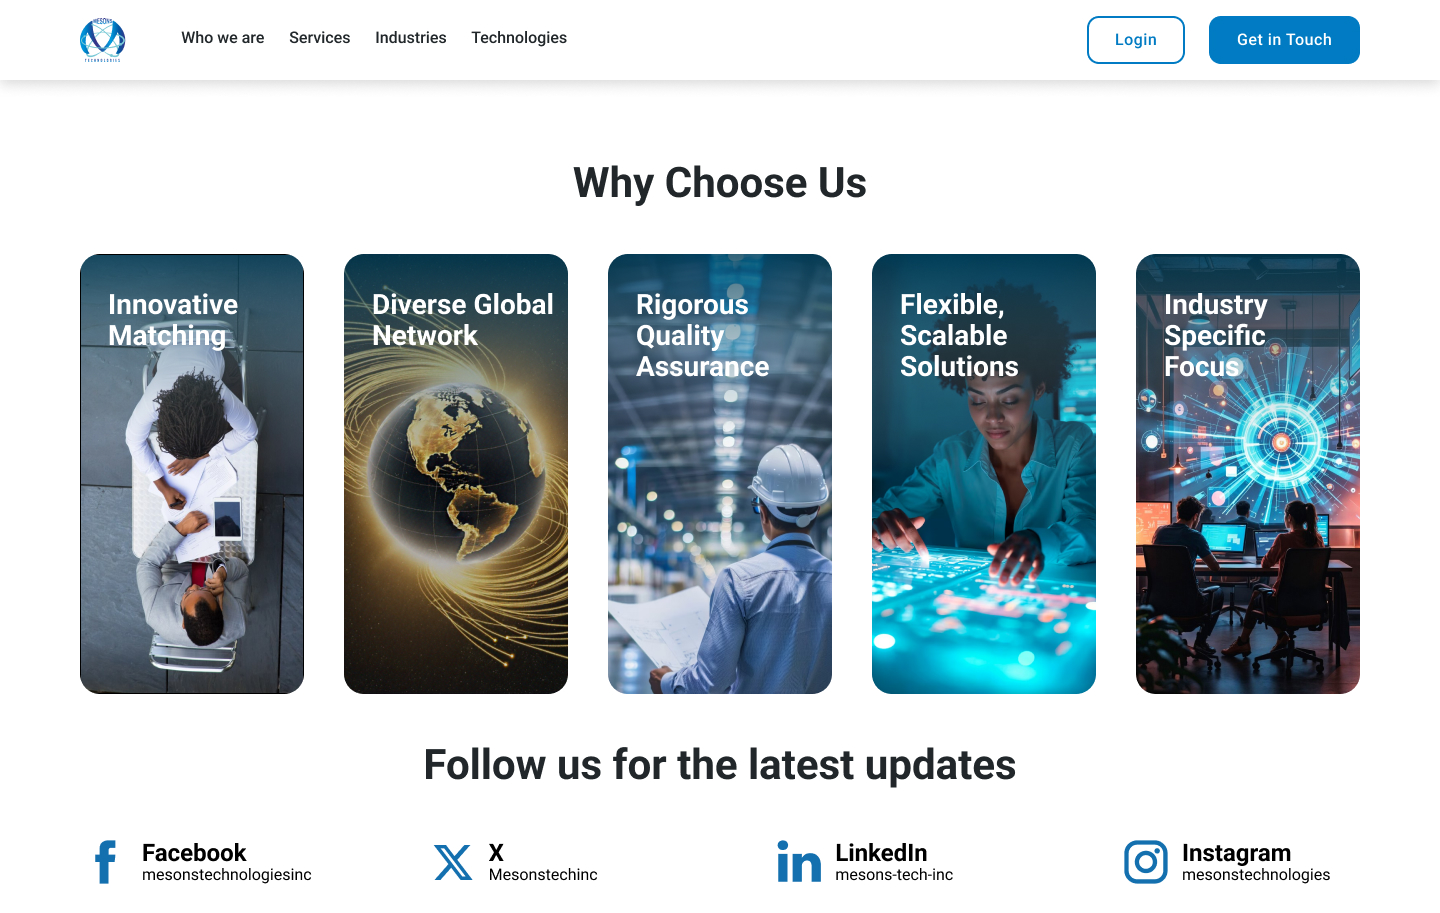 MESONS
TECHNOLOGIES
Who we are
Services
Industries
Technologies
Login
Get in Touch
Why Choose Us
Innovative
Matching
Diverse Global
Network
Rigorous
Quality
Assurance
Flexible,
Scalable
Solutions
Industry
Specific
Focus
Follow us for the latest updates
Facebook
mesonstechnologiesinc
X
Mesonstechinc
LinkedIn
mesons-tech-inc
Instagram
mesonstechnologies